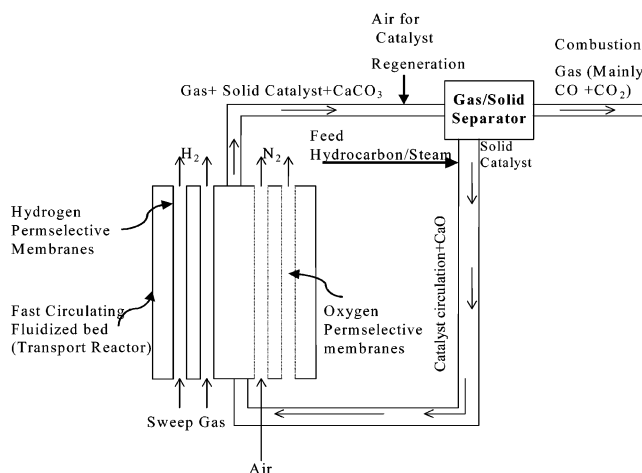 Air for
Catalyst
Regeneration
Combustion
Gas (Mainly
CO +CO₂)
Gas+ Solid Catalyst+CaCO₃
Gas/Solid
Separator
Feed
Hydrocarbon/Steam
Solid
Catalyst
H₂
N₂
Hydrogen
Permselective
Membranes
Fast Circulating
Fluidized bed
(Transport Reactor)
Oxygen
Permselective
membranes
Catalyst circulation+CaO
Sweep Gas
Air